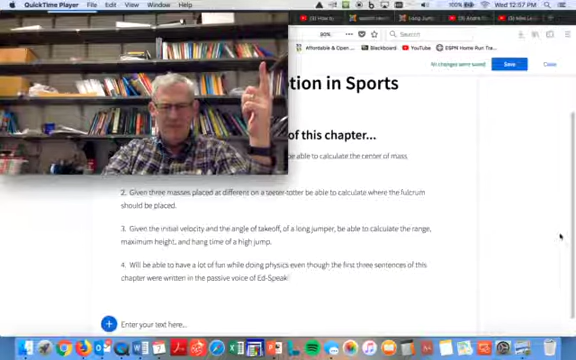 QuickTime Player File Edit View Window Help
100% Wed 12:57 PM
80% Search
Affordable & Open... Blackboard YouTube ESPN Home Run Tra...
All changes were saved Save Close
otion in Sports
of this chapter...
be able to calculate the center of mass
2. Given three masses placed at different on a teeter-totter be able to calculate where the fulcrum
should be placed.
3. Given the initial velocity and the angle of takeoff, of a long jumper, be able to calculate the range,
maximum height, and hang time of a high jump.
4. Will be able to have a lot of fun while doing physics even though the first three sentences of this
chapter were written in the passive voice of Ed-Speak!
Enter your text here...